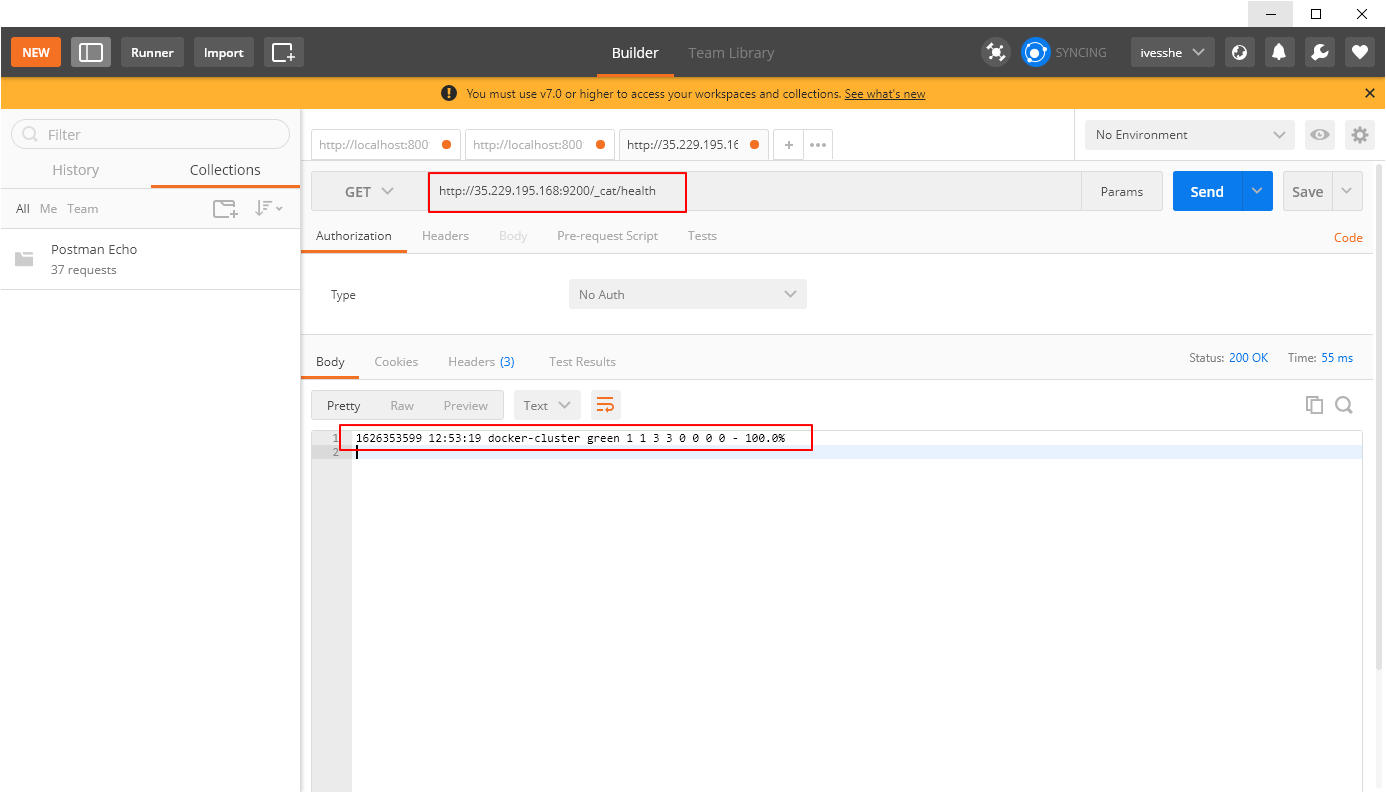 NEW Runner Import Builder Team Library SYNCING ivesshe
You must use v7.0 or higher to access your workspaces and collections. See what's new
Filter
History Collections
All Me Team
Postman Echo
37 requests
http://localhost:800 http://localhost:800 http://35.229.195.16 + No Environment
GET http://35.229.195.168:9200/_cat/health Params Send Save
Authorization Headers Body Pre-request Script Tests Code
Type No Auth
Body Cookies Headers (3) Test Results Status: 200 OK Time: 55 ms
Pretty Raw Preview Text
1 1626353599 12:53:19 docker-cluster green 1 1 3 3 0 0 0 0 - 100.0%
2